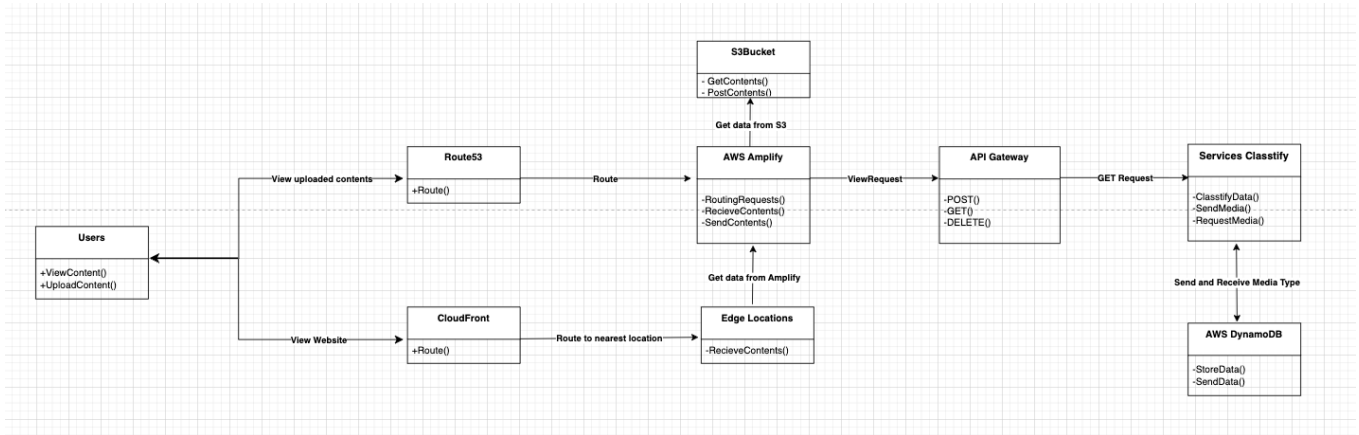 S3Bucket
- GetContents()
- PostContents()
Get data from S3
Route53
+Route()
View uploaded contents
Route
AWS Amplify
-RoutingRequests()
-RecieveContents()
-SendContents()
ViewRequest
API Gateway
-POST()
-GET()
-DELETE()
GET Request
Services Classtify
-ClasstifyData()
-SendMedia()
-RequestMedia()
Users
+ViewContent()
+UploadContent()
Get data from Amplify
Send and Receive Media Type
CloudFront
+Route()
View Website
Route to nearest location
Edge Locations
-RecieveContents()
AWS DynamoDB
-StoreData()
-SendData()